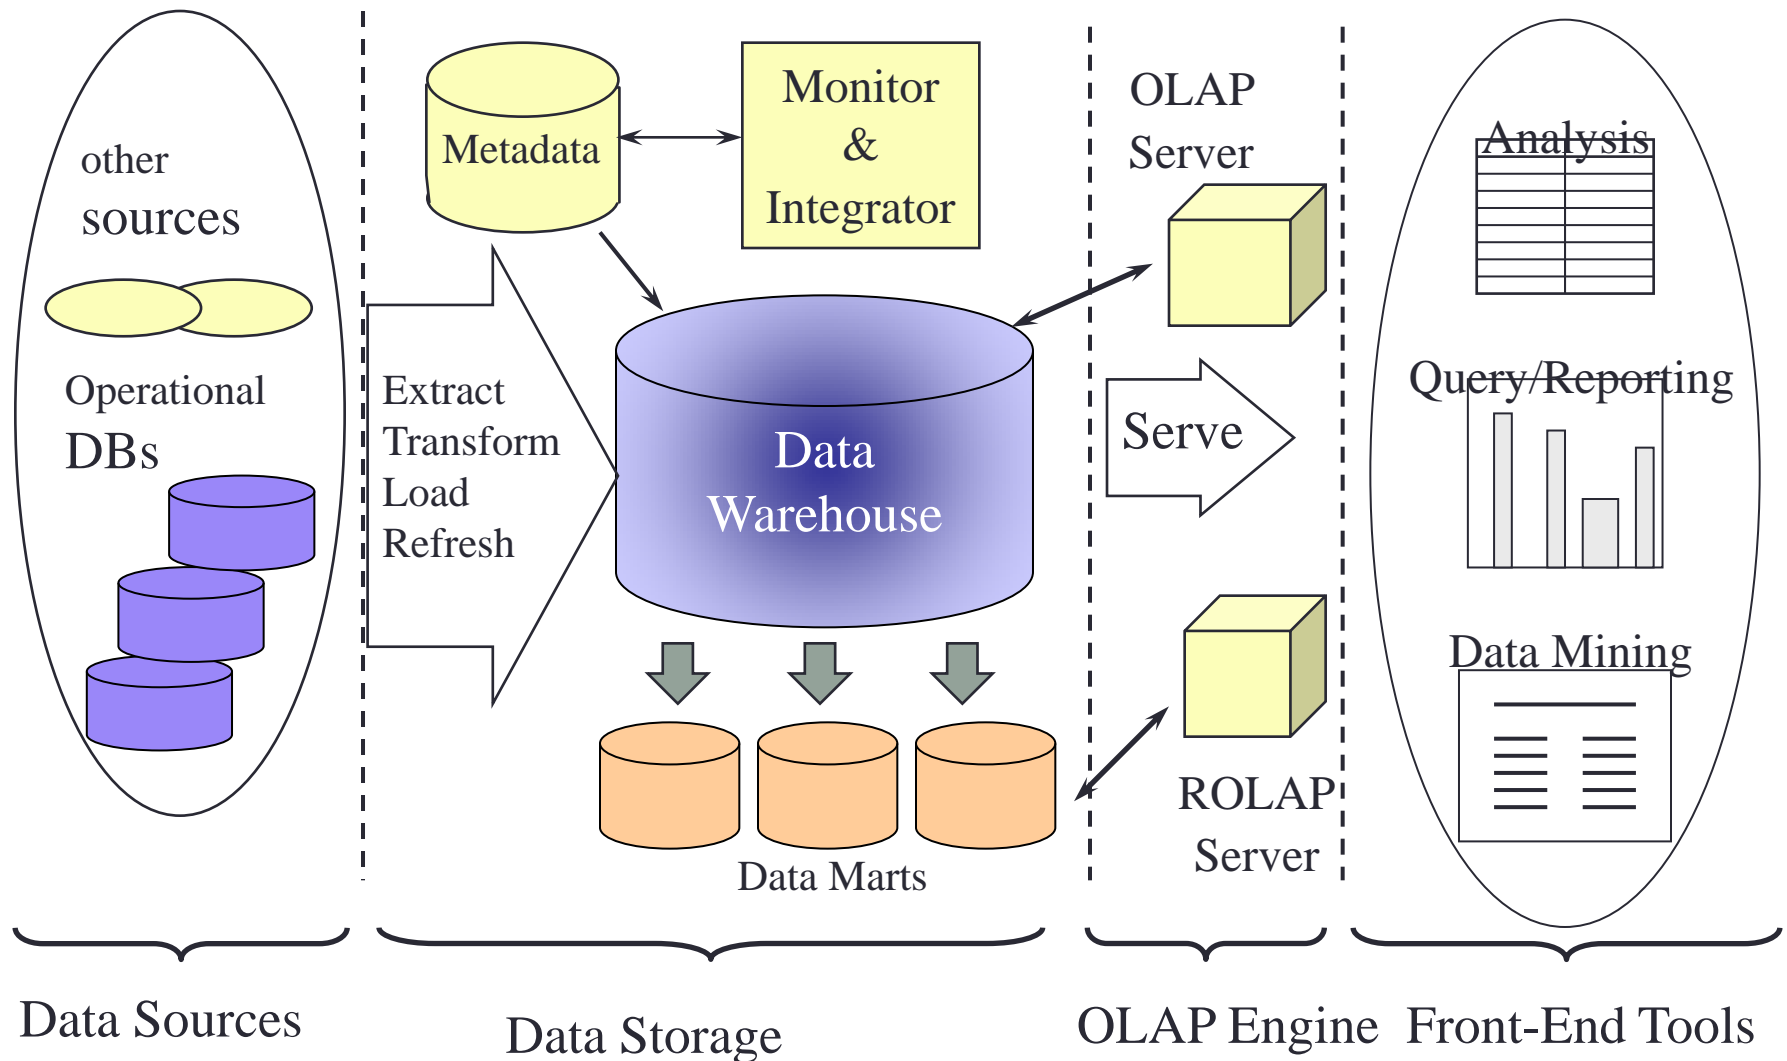 other
sources
Operational
DBs
Extract
Transform
Load
Refresh
Metadata
Monitor
&
Integrator
Data
Warehouse
Data Marts
OLAP
Server
Serve
ROLAP
Server
Analysis
Query/Reporting
Data Mining
Data Sources
Data Storage
OLAP Engine
Front-End Tools